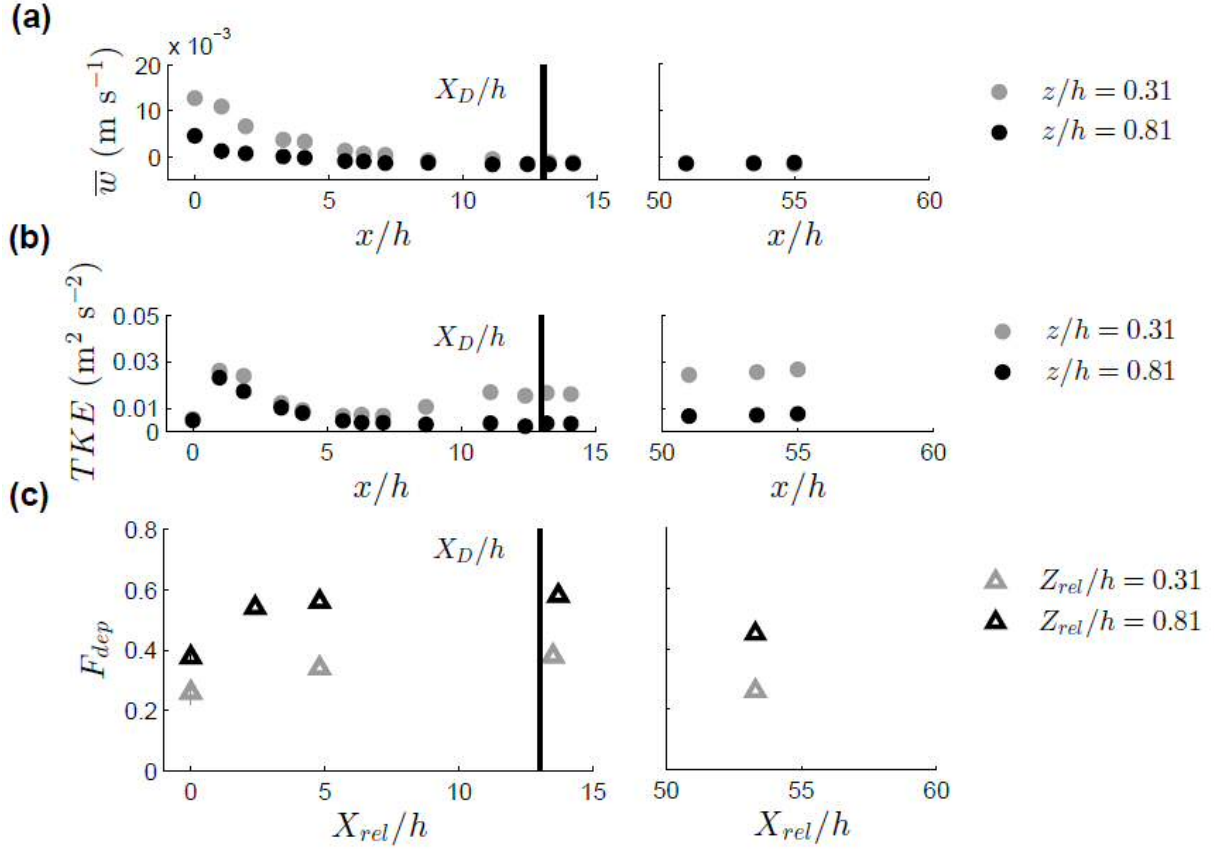 (a)
x 10⁻³
w̅ (m s⁻¹)
20
10
0
X_D/h
0 5 10 15
50 55 60
x/h
x/h
z/h = 0.31
z/h = 0.81
(b)
TKE (m² s⁻²)
0.05
0.03
0.01
0
X_D/h
0 5 10 15
50 55 60
x/h
x/h
z/h = 0.31
z/h = 0.81
(c)
F_dep
0.8
0.6
0.4
0.2
0
X_D/h
0 5 10 15
50 55 60
X_rel/h
X_rel/h
Z_rel/h = 0.31
Z_rel/h = 0.81